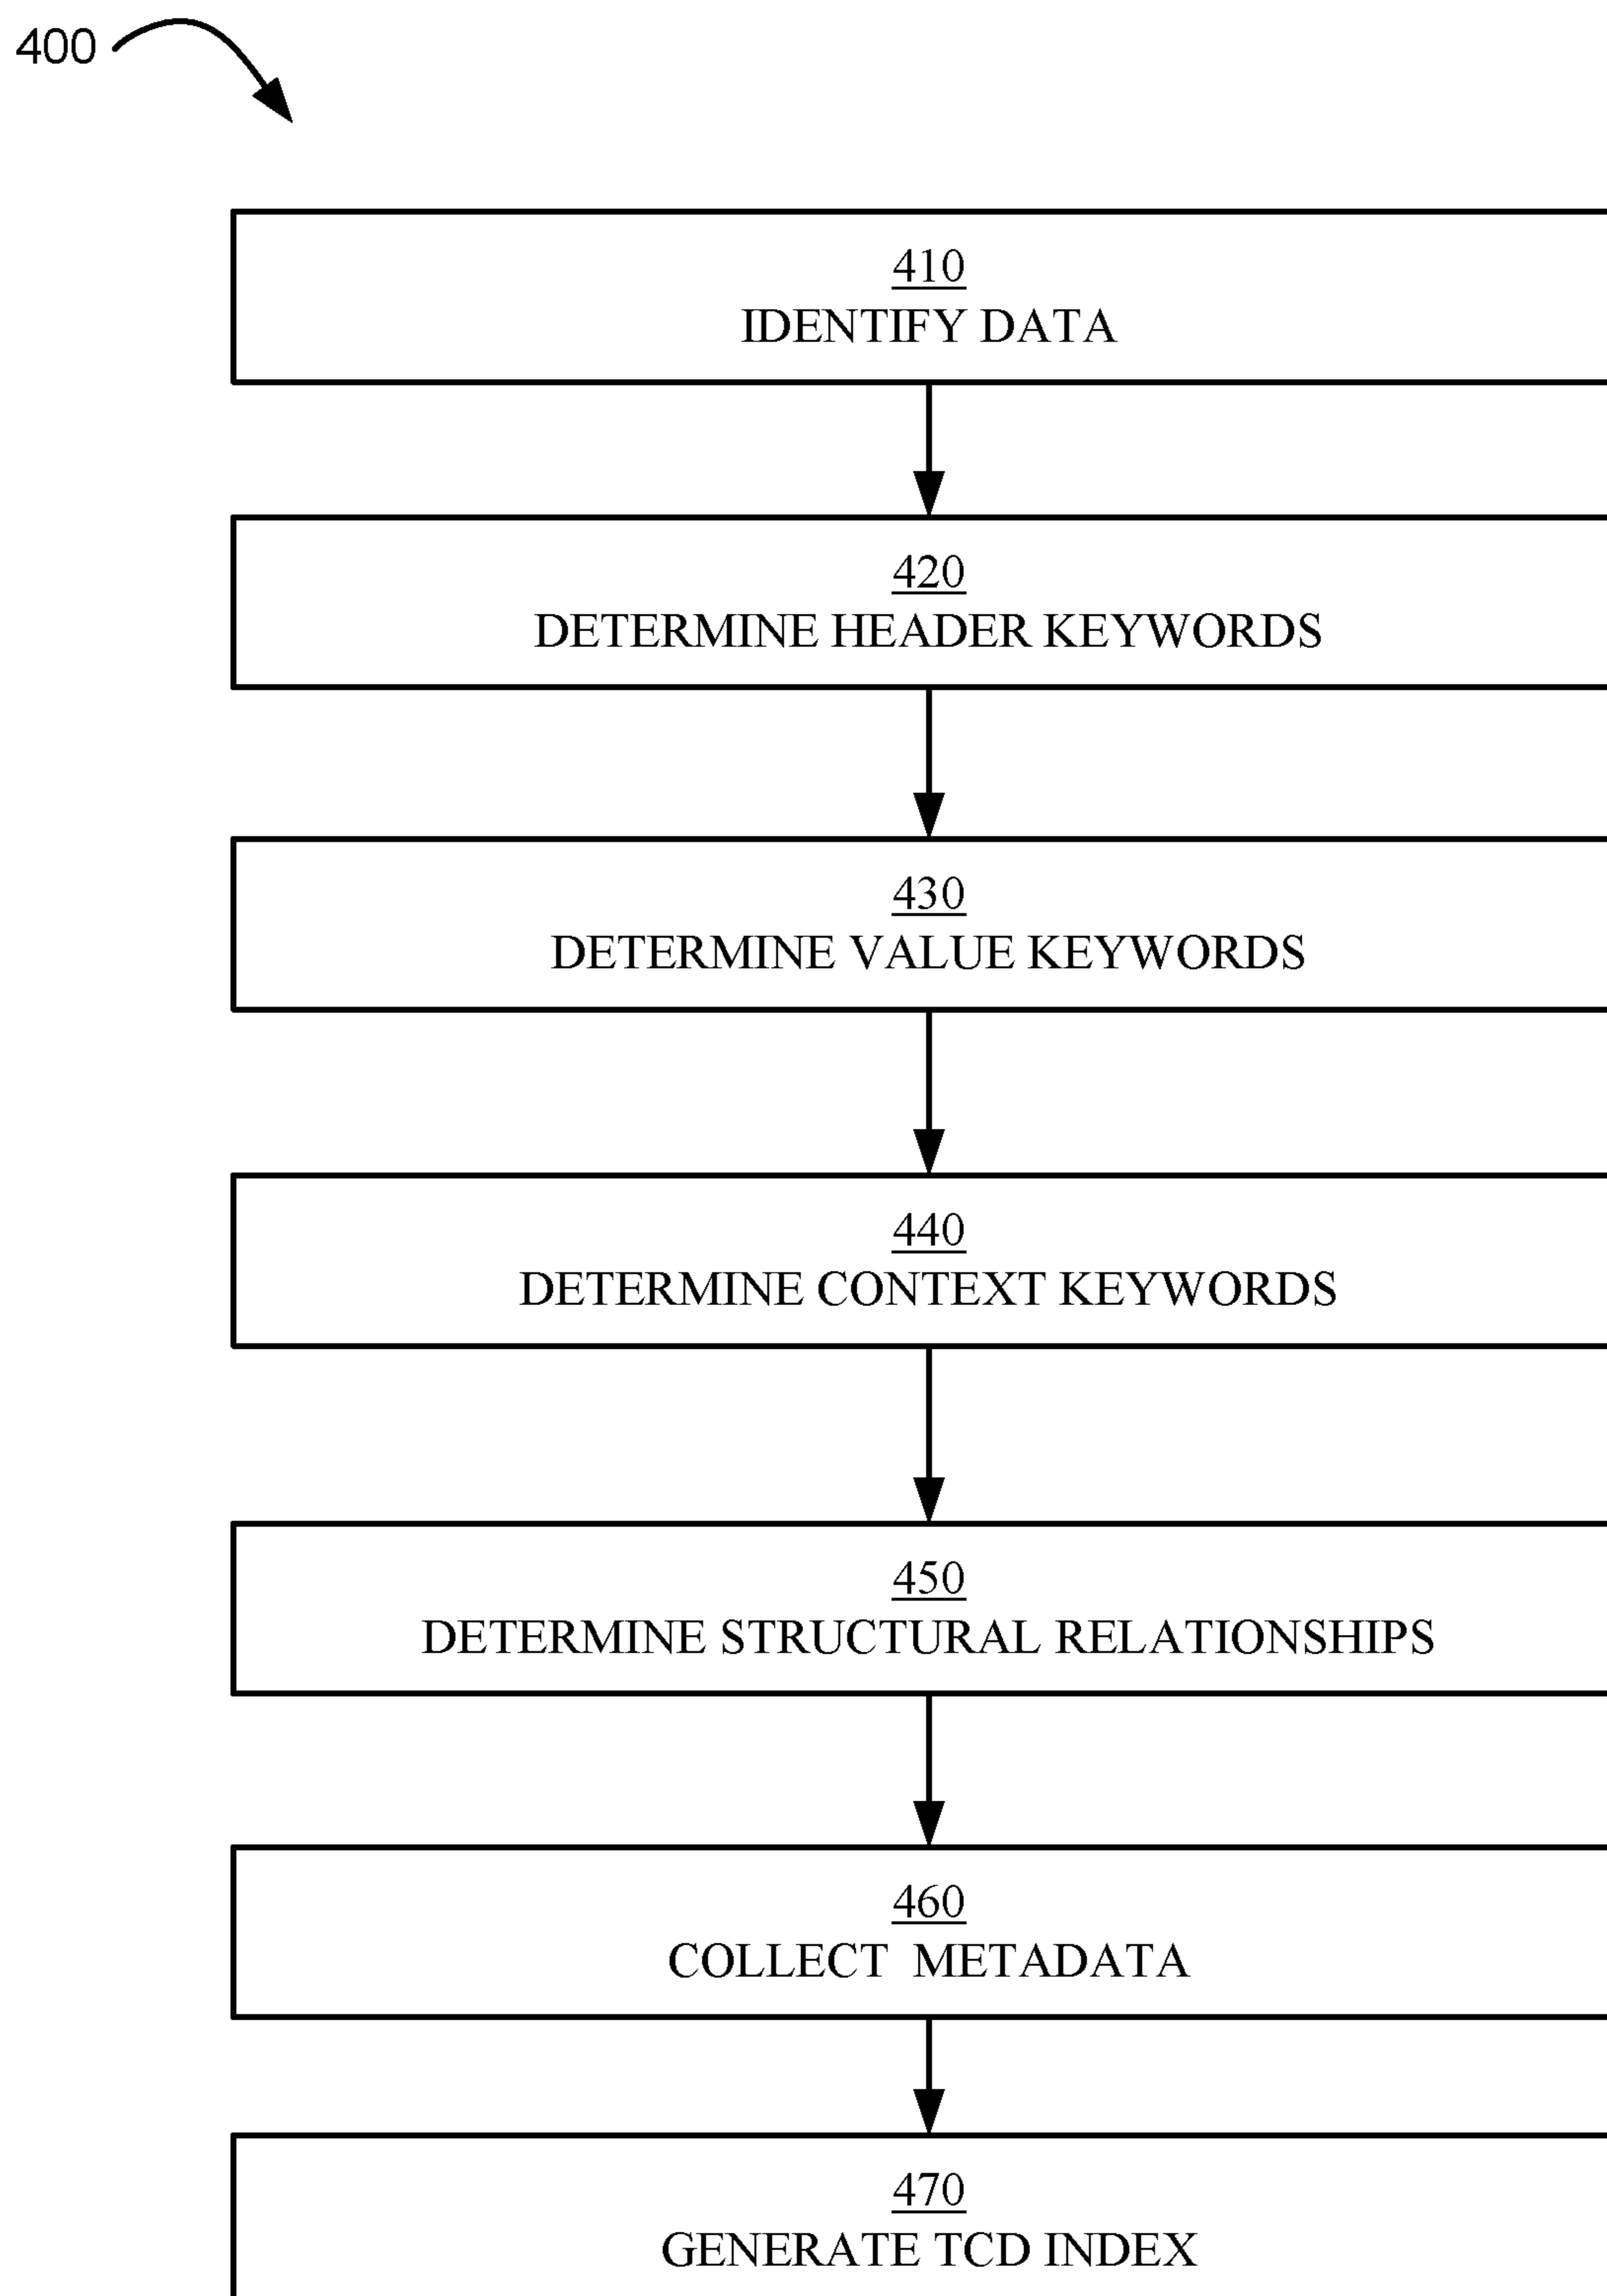 400
410
IDENTIFY DATA
420
DETERMINE HEADER KEYWORDS
430
DETERMINE VALUE KEYWORDS
440
DETERMINE CONTEXT KEYWORDS
450
DETERMINE STRUCTURAL RELATIONSHIPS
460
COLLECT METADATA
470
GENERATE TCD INDEX